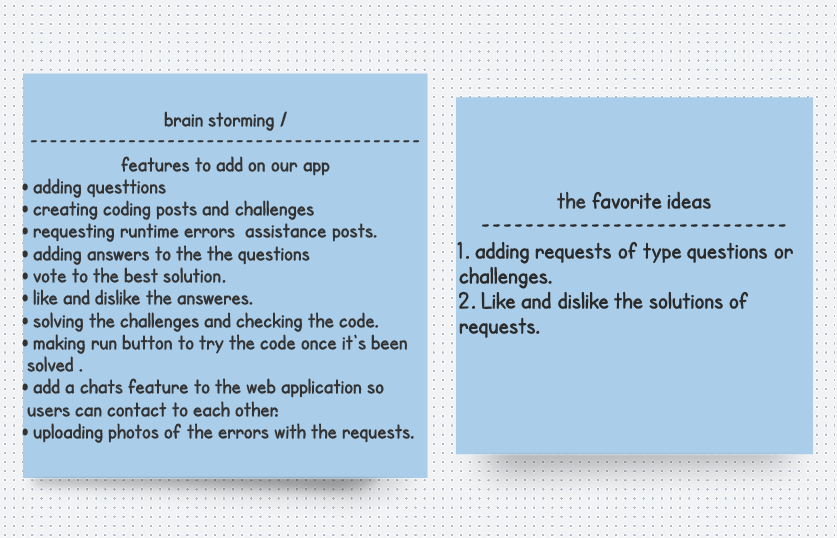 brain storming /
features to add on our app
• adding questtions
• creating coding posts and challenges
• requesting runtime errors assistance posts.
• adding answers to the the questions
• vote to the best solution.
• like and dislike the answeres.
• solving the challenges and checking the code.
• making run button to try the code once it's been
solved .
• add a chats feature to the web application so
users can contact to each other.
• uploading photos of the errors with the requests.
the favorite ideas
1. adding requests of type questions or
challenges.
2. Like and dislike the solutions of
requests.